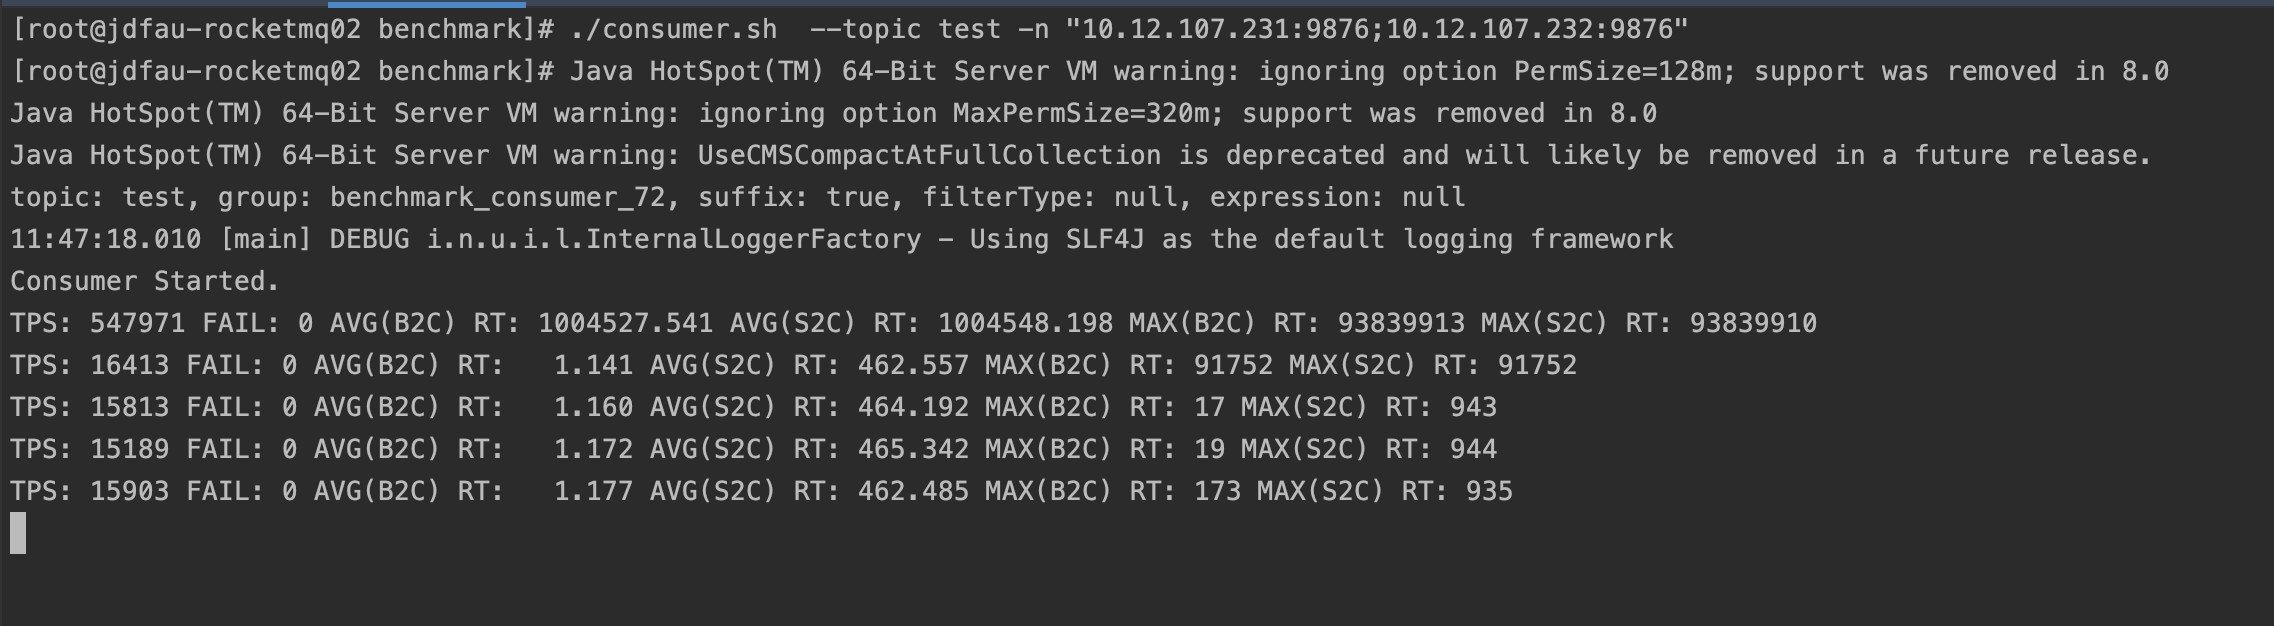 [root@jdfau-rocketmq02 benchmark]# ./consumer.sh  --topic test -n "10.12.107.231:9876;10.12.107.232:9876"
[root@jdfau-rocketmq02 benchmark]# Java HotSpot(TM) 64-Bit Server VM warning: ignoring option PermSize=128m; support was removed in 8.0
Java HotSpot(TM) 64-Bit Server VM warning: ignoring option MaxPermSize=320m; support was removed in 8.0
Java HotSpot(TM) 64-Bit Server VM warning: UseCMSCompactAtFullCollection is deprecated and will likely be removed in a future release.
topic: test, group: benchmark_consumer_72, suffix: true, filterType: null, expression: null
11:47:18.010 [main] DEBUG i.n.u.i.l.InternalLoggerFactory - Using SLF4J as the default logging framework
Consumer Started.
TPS: 547971 FAIL: 0 AVG(B2C) RT: 1004527.541 AVG(S2C) RT: 1004548.198 MAX(B2C) RT: 93839913 MAX(S2C) RT: 93839910
TPS: 16413 FAIL: 0 AVG(B2C) RT:   1.141 AVG(S2C) RT: 462.557 MAX(B2C) RT: 91752 MAX(S2C) RT: 91752
TPS: 15813 FAIL: 0 AVG(B2C) RT:   1.160 AVG(S2C) RT: 464.192 MAX(B2C) RT: 17 MAX(S2C) RT: 943
TPS: 15189 FAIL: 0 AVG(B2C) RT:   1.172 AVG(S2C) RT: 465.342 MAX(B2C) RT: 19 MAX(S2C) RT: 944
TPS: 15903 FAIL: 0 AVG(B2C) RT:   1.177 AVG(S2C) RT: 462.485 MAX(B2C) RT: 173 MAX(S2C) RT: 935